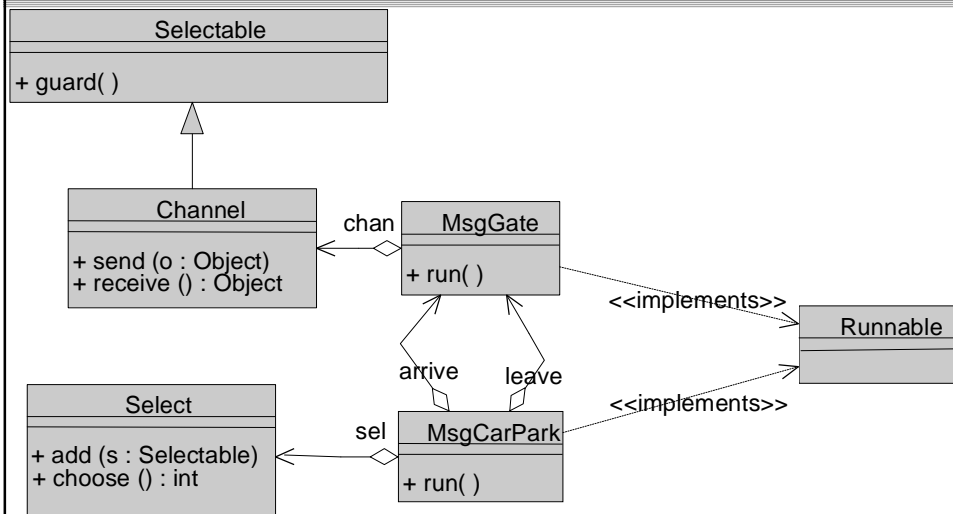 Selectable
+ guard( )
Channel
+ send (o : Object)
+ receive () : Object
chan
MsgGate
+ run( )
<<implements>>
Runnable
arrive
leave
<<implements>>
Select
+ add (s : Selectable)
+ choose () : int
sel
MsgCarPark
+ run( )